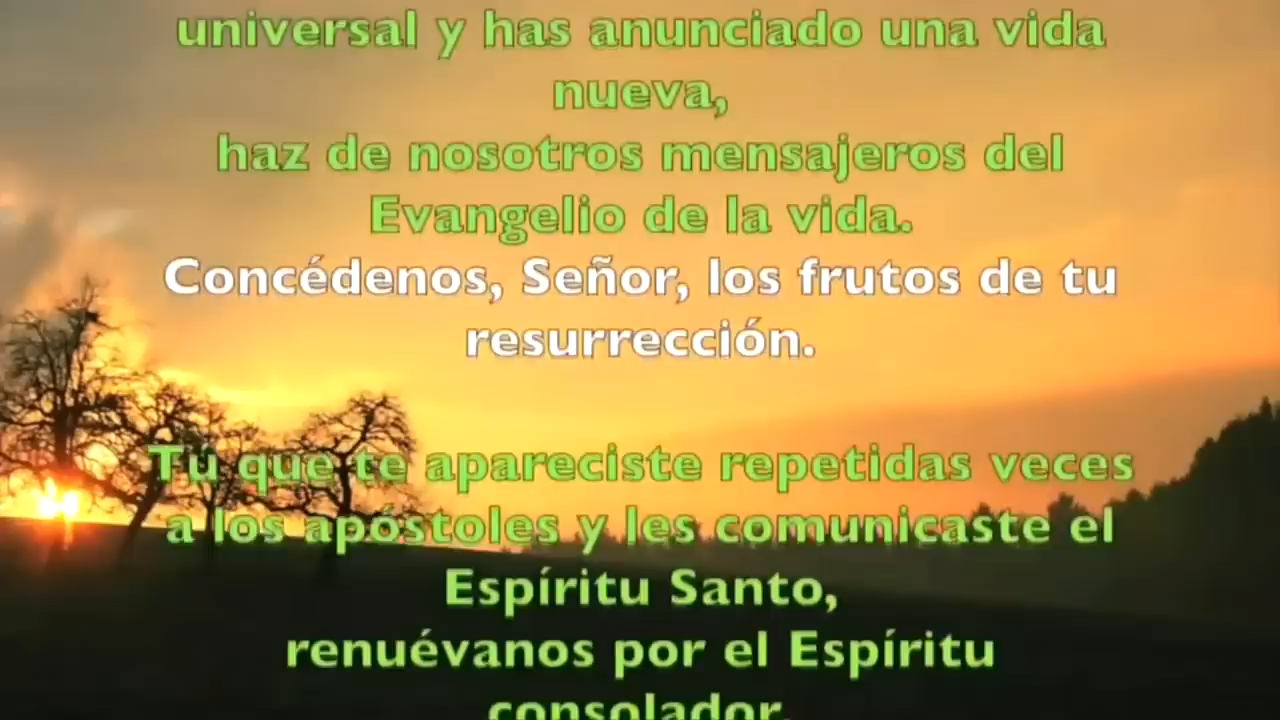 universal y has anunciado una vida
nueva,
haz de nosotros mensajeros del
Evangelio de la vida.
Concédenos, Señor, los frutos de tu
resurrección.
Tú que te apareciste repetidas veces
a los apóstoles y les comunicaste el
Espíritu Santo,
renuévanos por el Espíritu
consolador.